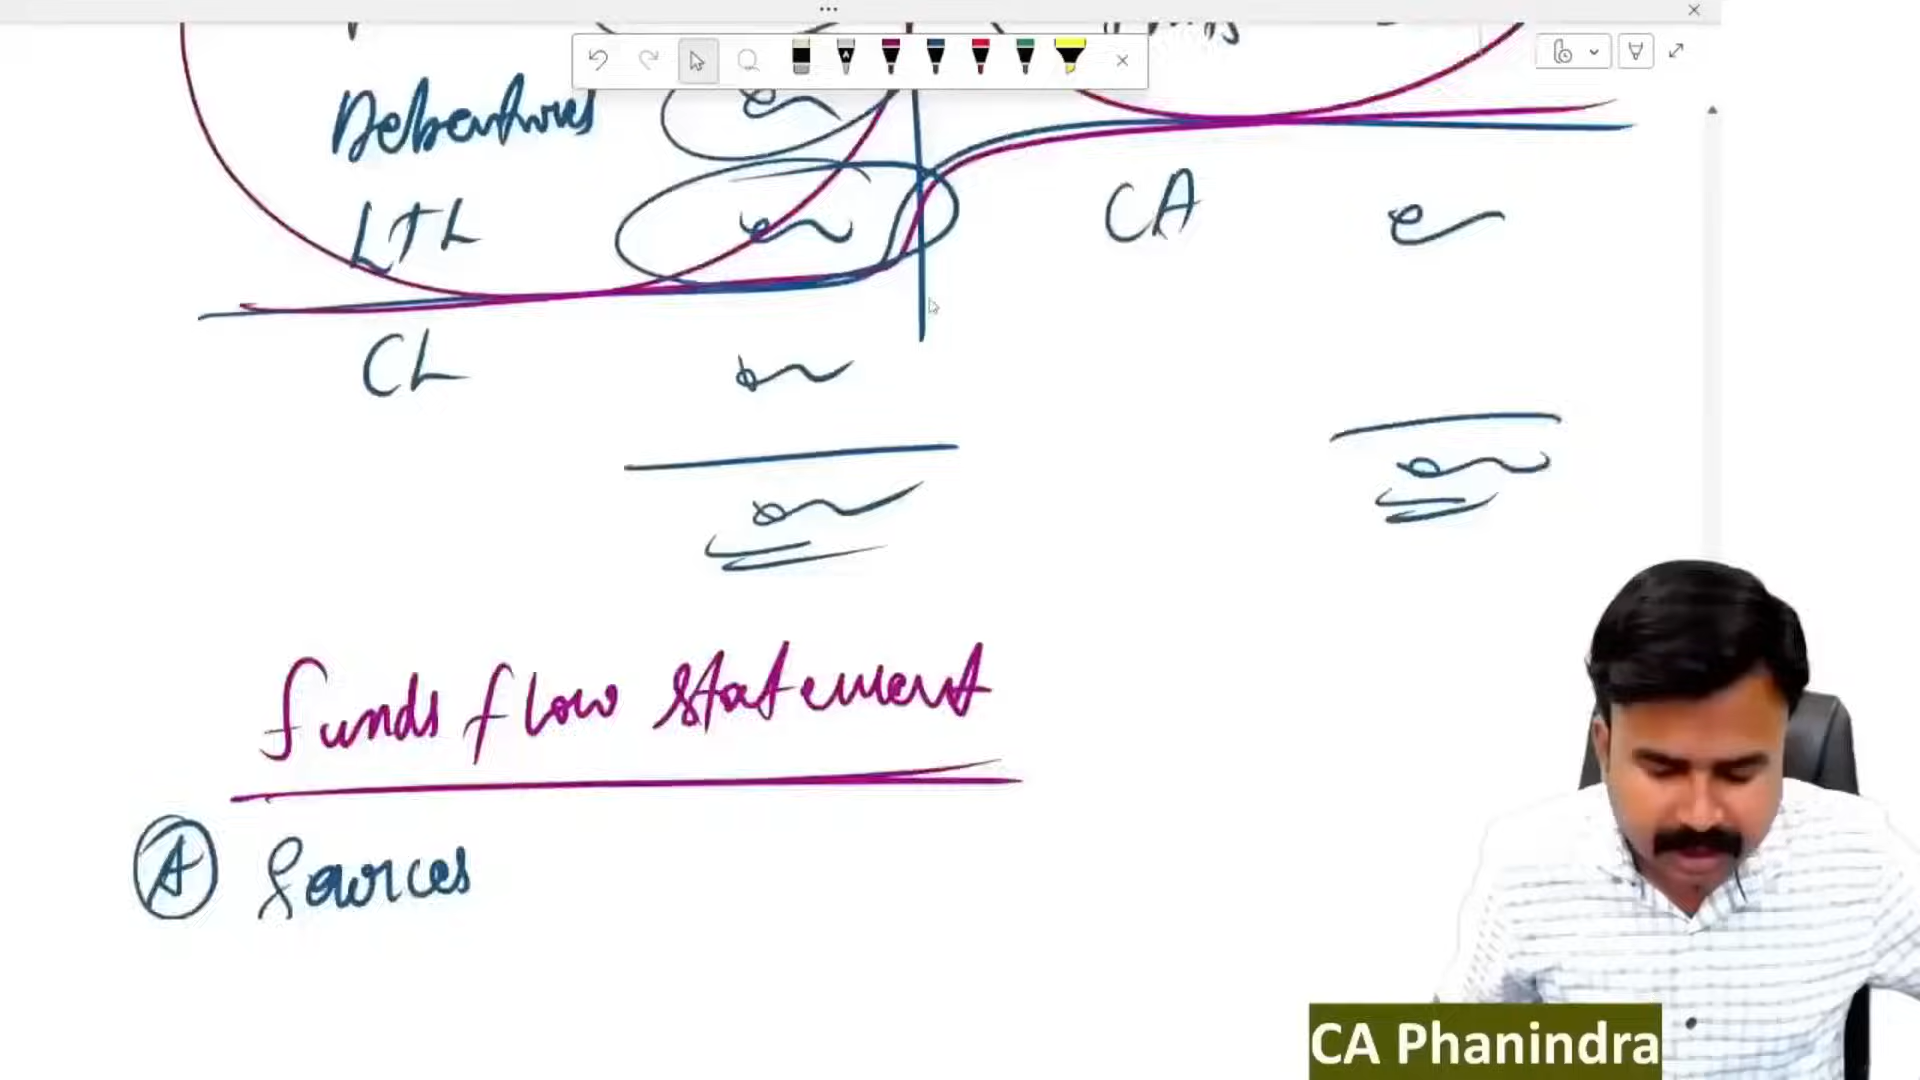 Debentures
LTL
CA
CL
funds flow statement
A Sources
CA Phanindra